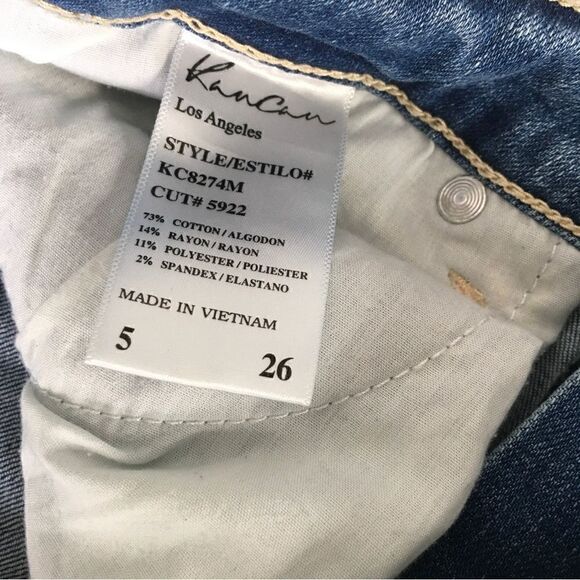 KanCan
Los Angeles
STYLE/ESTILO#
KC8274M
CUT# 5922
73% COTTON/ALGODON
14% RAYON/RAYON
11% POLYESTER/POLIESTER
2% SPANDEX/ELASTANO
MADE IN VIETNAM
5 26